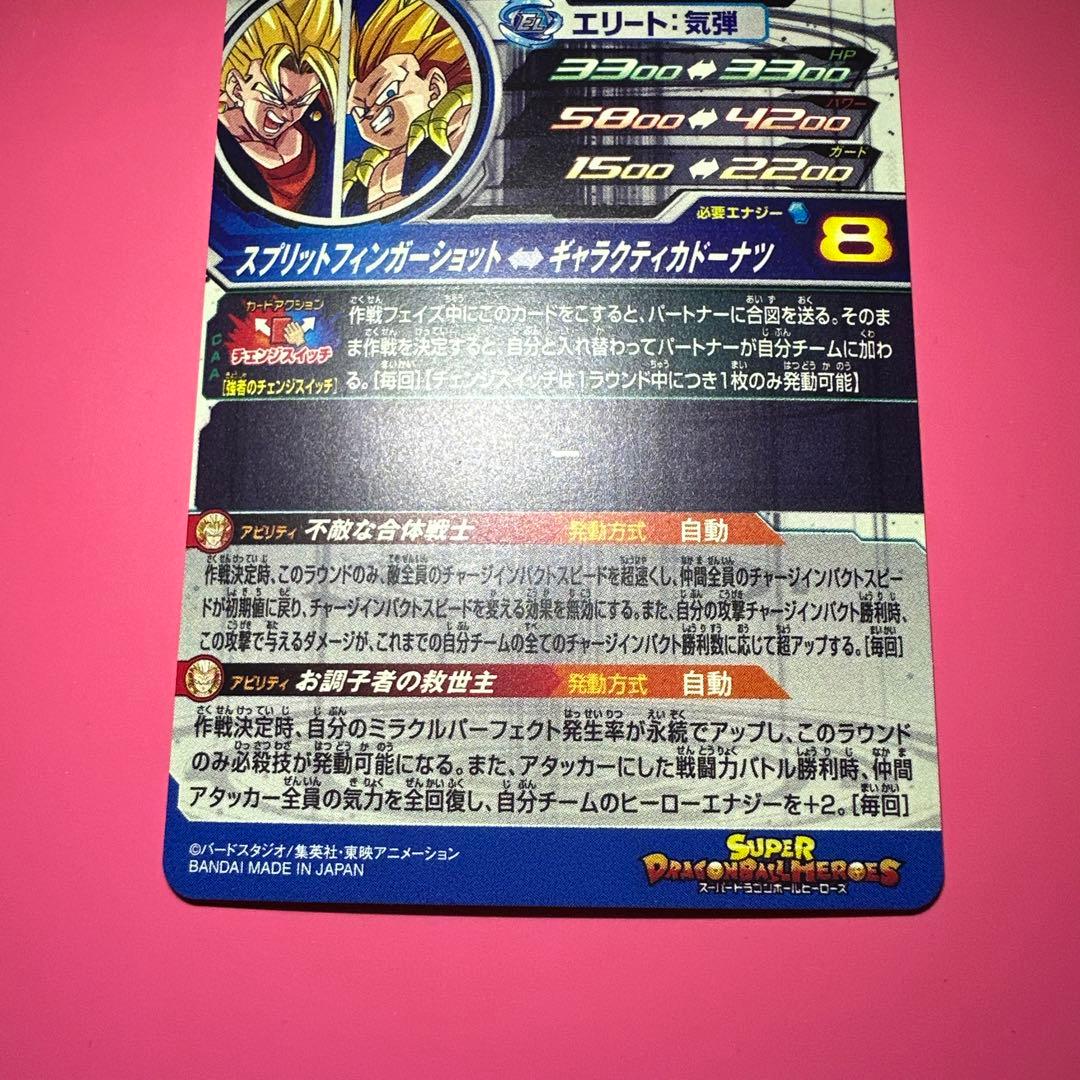 EL エリート:気弾
HP
3300 ↔ 3300
パワー
5800 ↔ 4200
ガード
1500 ↔ 2200
必要エナジー 8
スプリットフィンガーショット ↔ ギャラクティカドーナツ
カードアクション
CAA
チェンジスイッチ
[強者のチェンジスイッチ]
作戦フェイズ中にこのカードをこすると、パートナーに合図を送る。そのま
ま作戦を決定すると、自分と入れ替わってパートナーが自分チームに加わ
る。[毎回]【チェンジスイッチは1ラウンド中につき1枚のみ発動可能】
ー
アビリティ 不敵な合体戦士 発動方式 自動
作戦決定時、このラウンドのみ、敵全員のチャージインパクトスピードを超速くし、仲間全員のチャージインパクトスピー
ドが初期値に戻り、チャージインパクトスピードを変える効果を無効にする。また、自分の攻撃チャージインパクト勝利時、
この攻撃で与えるダメージが、これまでの自分チームの全てのチャージインパクト勝利数に応じて超アップする。[毎回]
アビリティ お調子者の救世主 発動方式 自動
作戦決定時、自分のミラクルパーフェクト発生率が永続でアップし、このラウンド
のみ必殺技が発動可能になる。また、アタッカーにした戦闘力バトル勝利時、仲間
アタッカー全員の気力を全回復し、自分チームのヒーローエナジーを+2。[毎回]
©バードスタジオ/集英社・東映アニメーション
BANDAI MADE IN JAPAN
SUPER
DRAGONBALL HEROES
スーパードラゴンボールヒーローズ